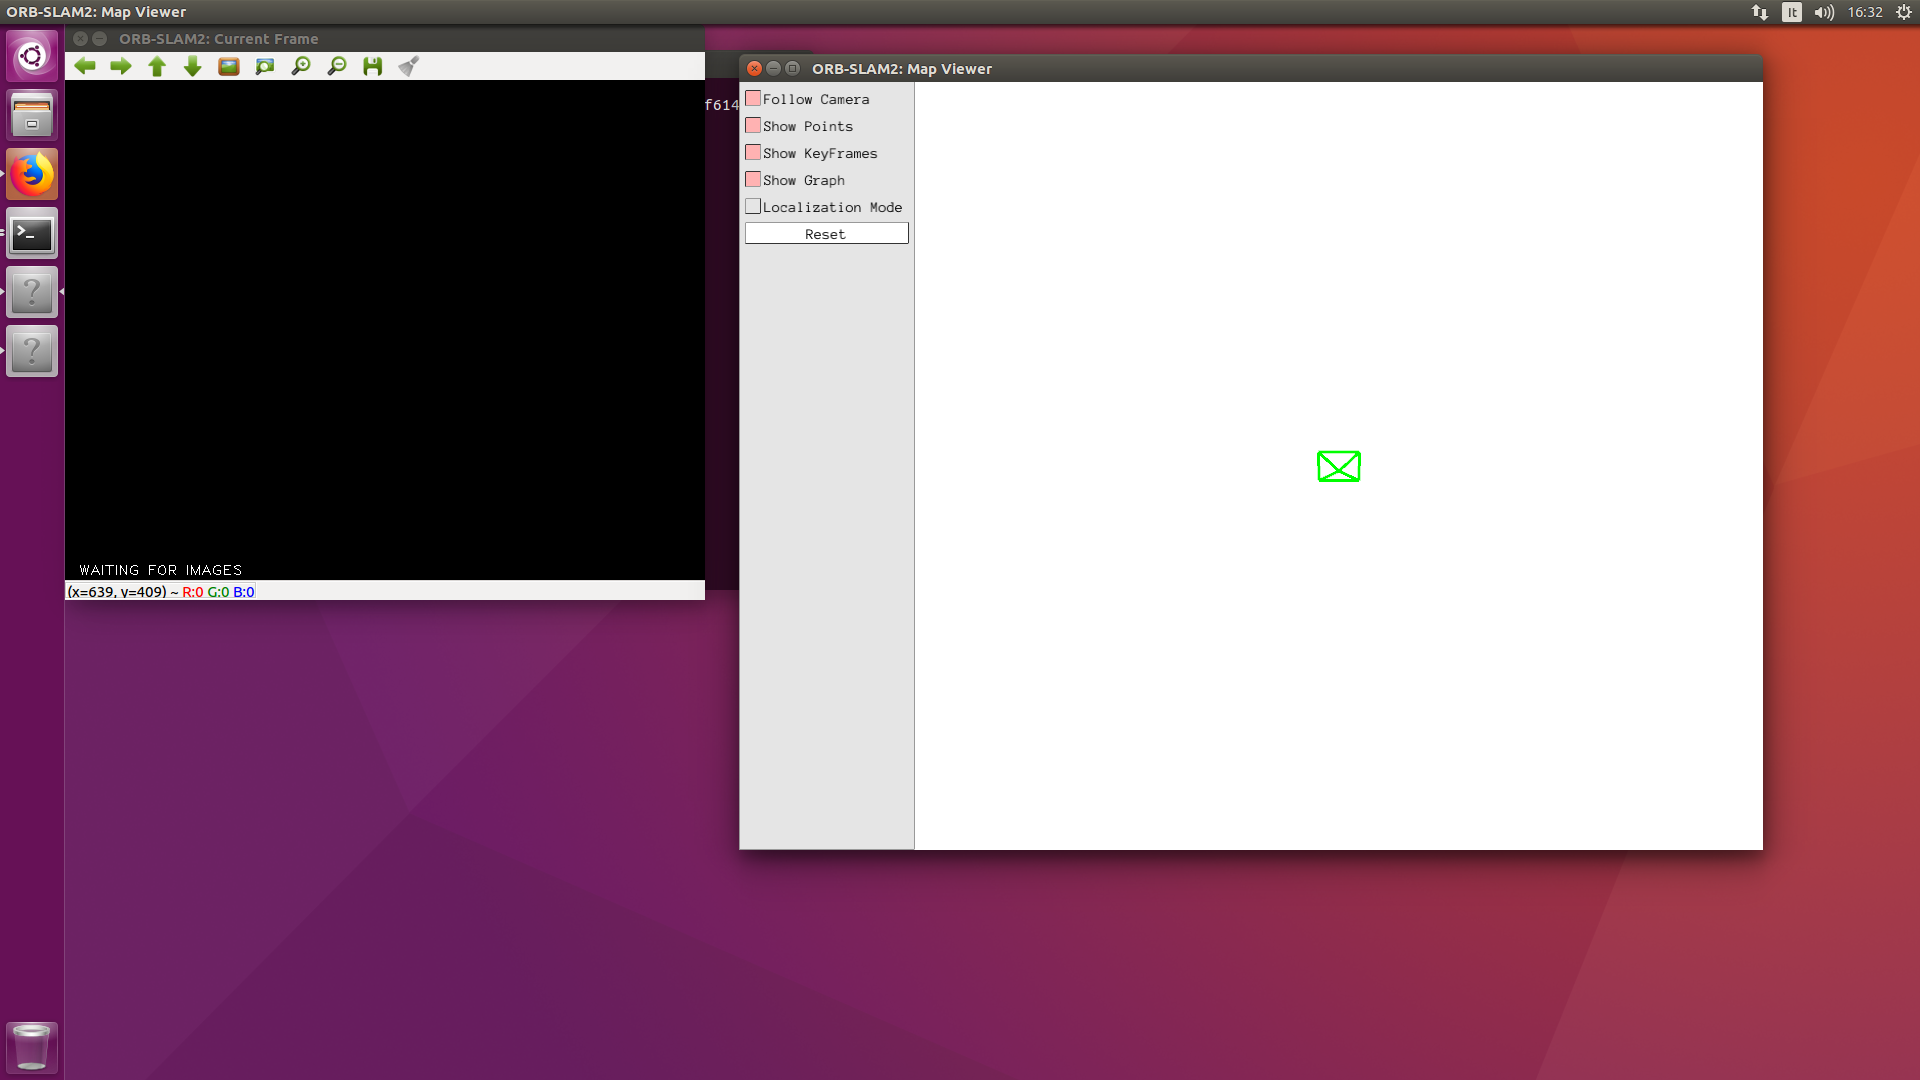 ORB-SLAM2: Map Viewer
It
16:32
ORB-SLAM2: Current Frame
WAITING FOR IMAGES
(x=639, y=409) ~ R:0 G:0 B:0
f614
ORB-SLAM2: Map Viewer
Follow Camera
Show Points
Show KeyFrames
Show Graph
Localization Mode
Reset